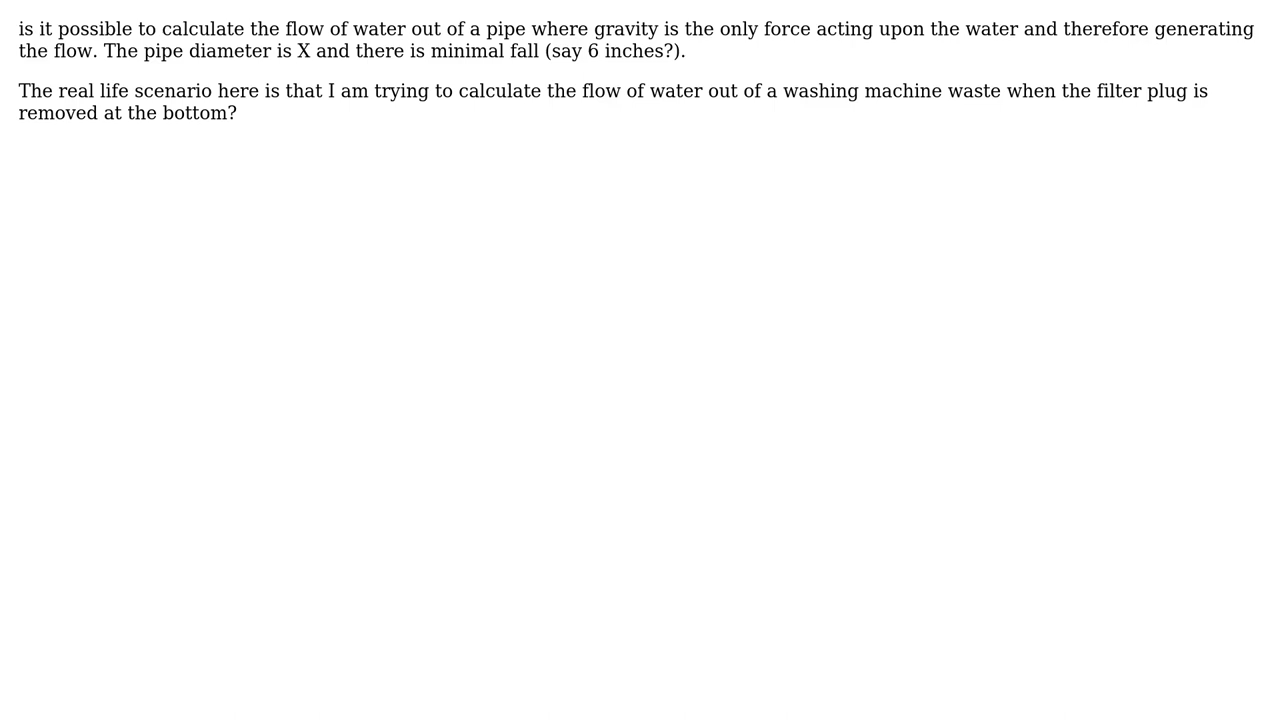 is it possible to calculate the flow of water out of a pipe where gravity is the only force acting upon the water and therefore generating
the flow. The pipe diameter is X and there is minimal fall (say 6 inches?).
The real life scenario here is that I am trying to calculate the flow of water out of a washing machine waste when the filter plug is
removed at the bottom?